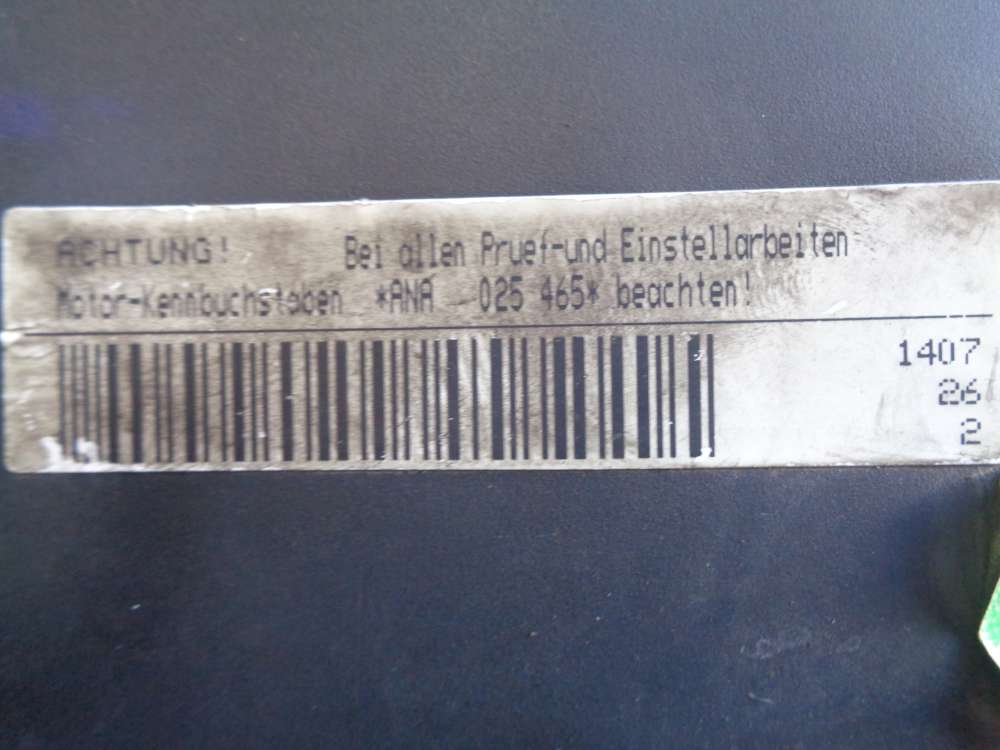 ACHTUNG! Bei allen Pruef-und Einstellarbeiten
Motor-Kennbuchstaben *ANA 025 465* beachten!
1407
26
2